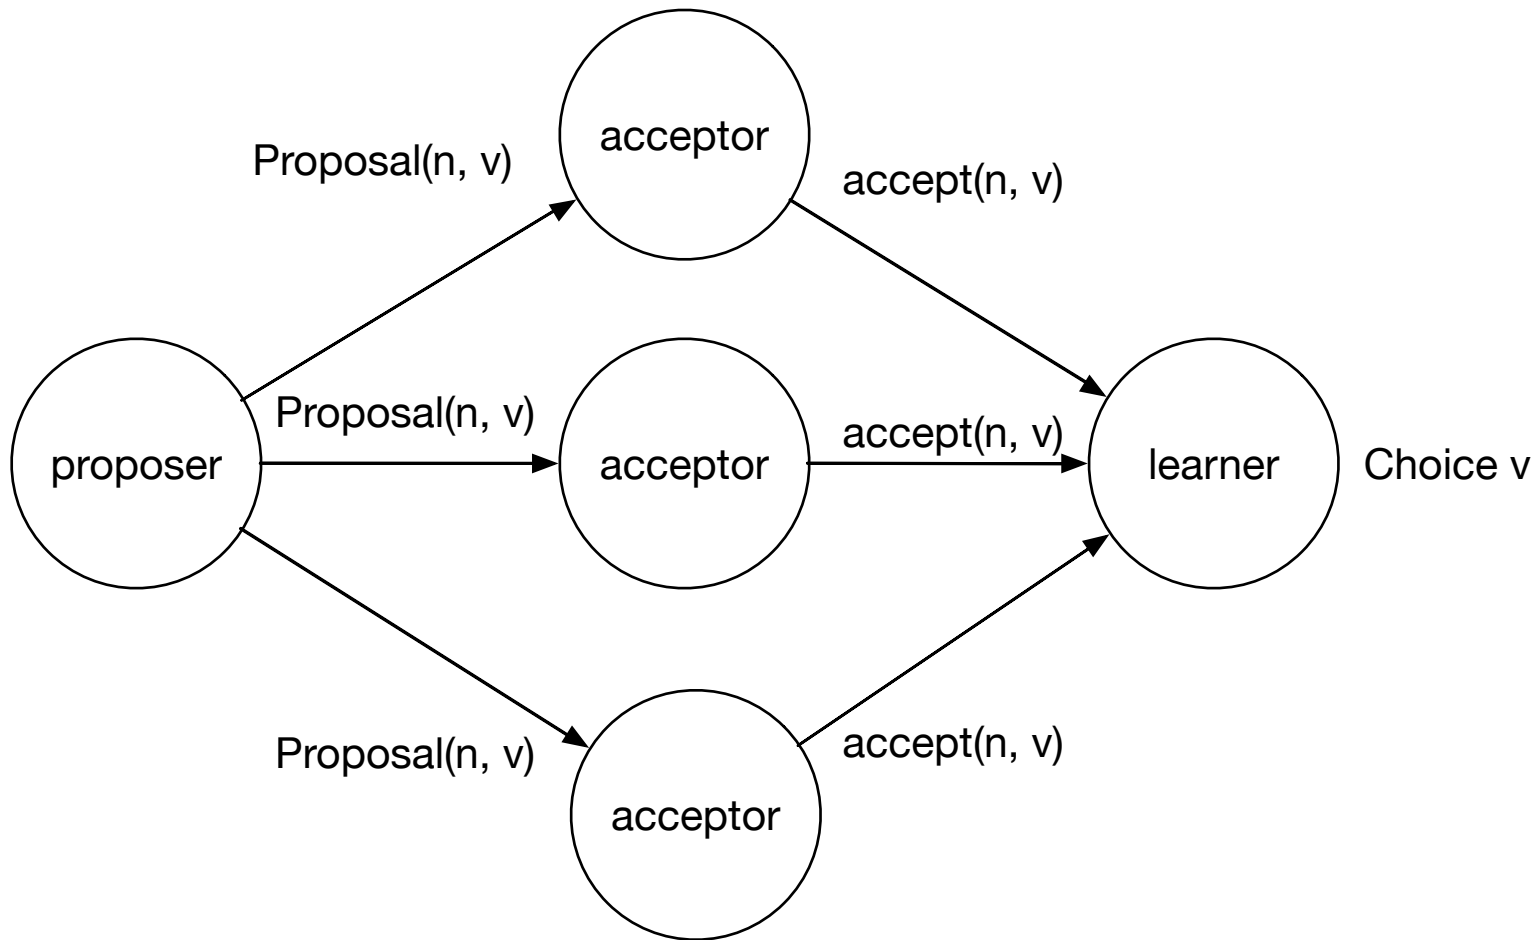 acceptor
Proposal(n, v)
accept(n, v)
Proposal(n, v)
accept(n, v)
proposer
acceptor
learner
Choice v
Proposal(n, v)
accept(n, v)
acceptor